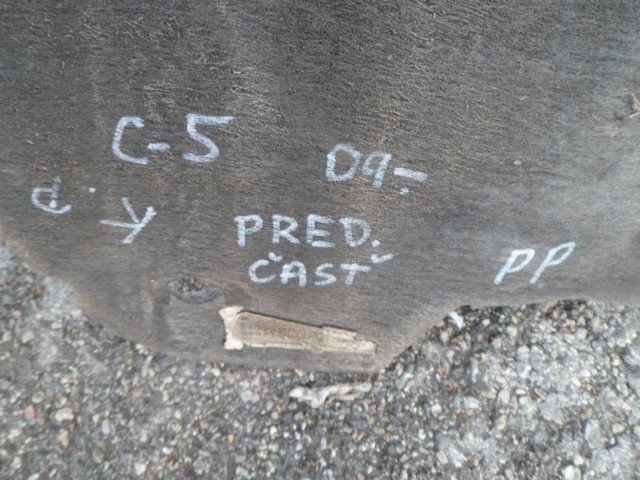 C-5
09-
PRED.
ČASŤ
PP